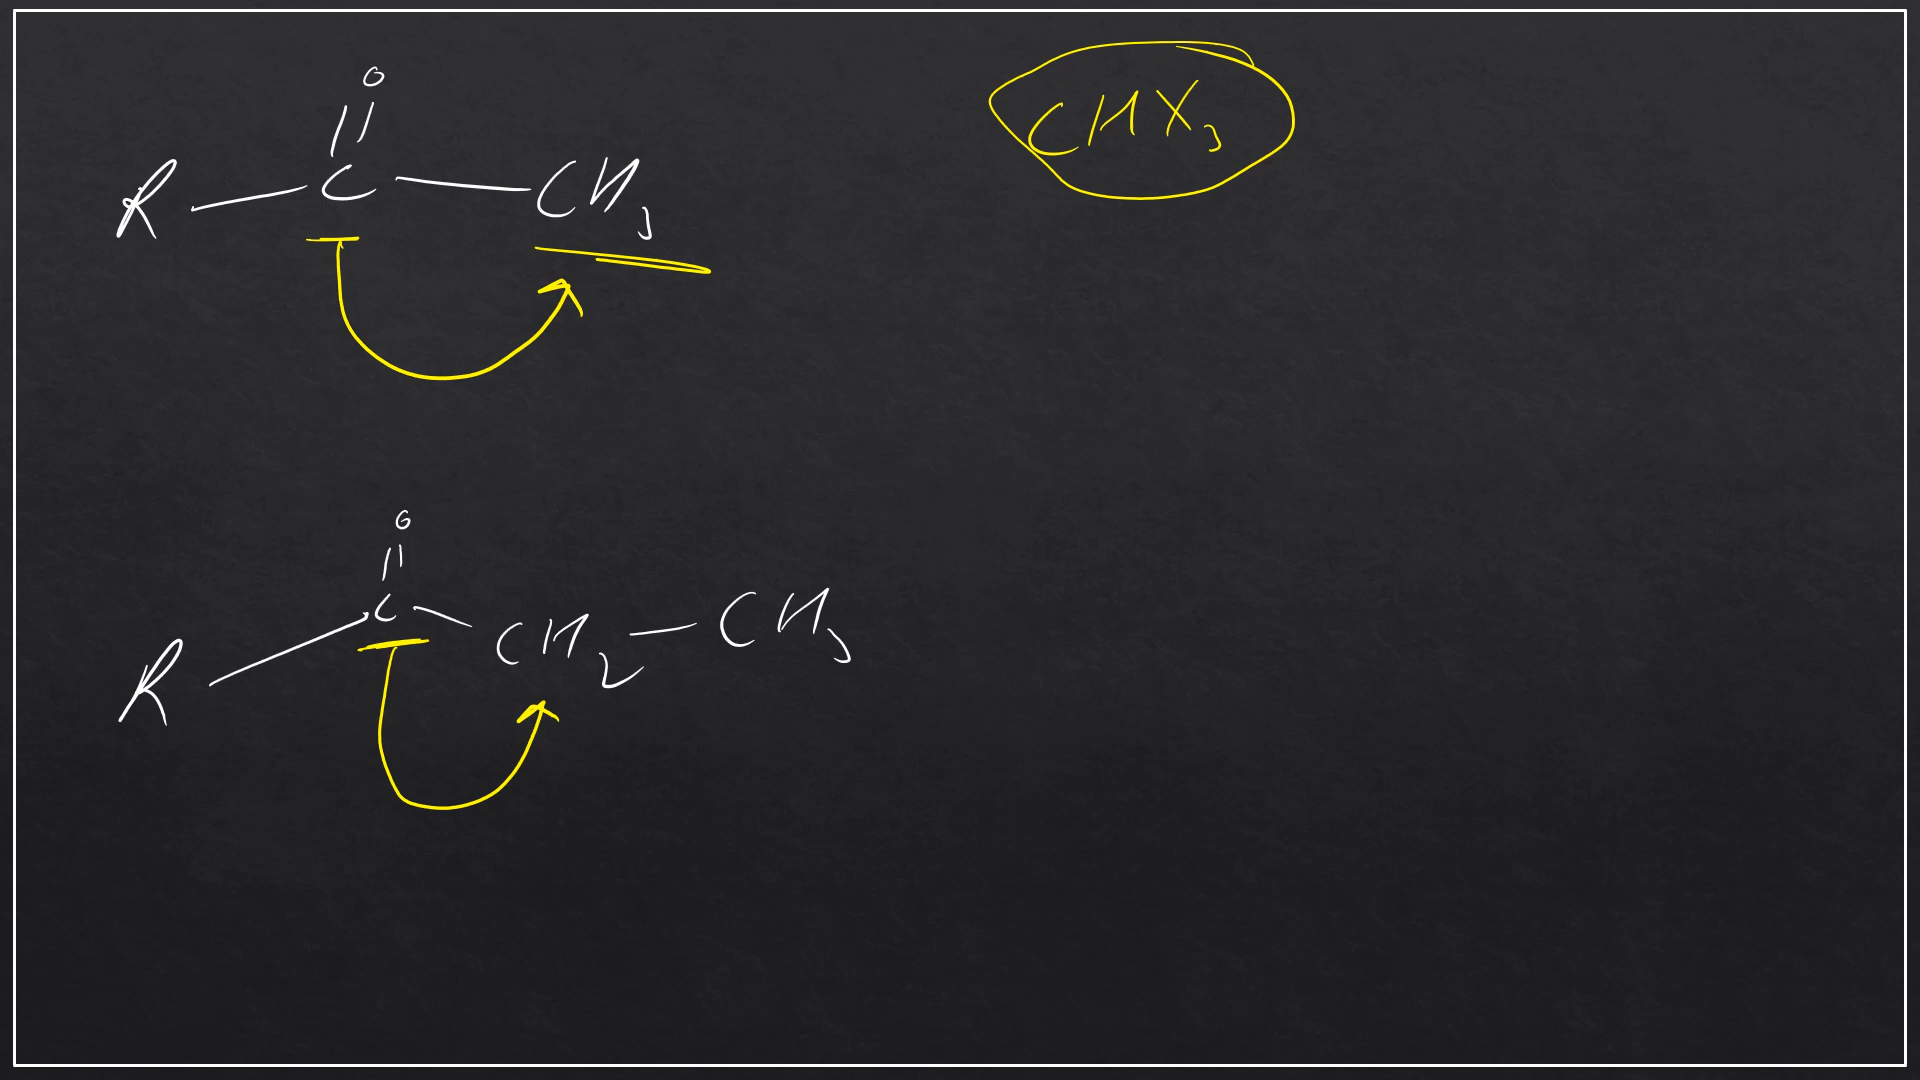 O
||
R — C — CH3
CHX3
O
||
R — C — CH2 — CH3